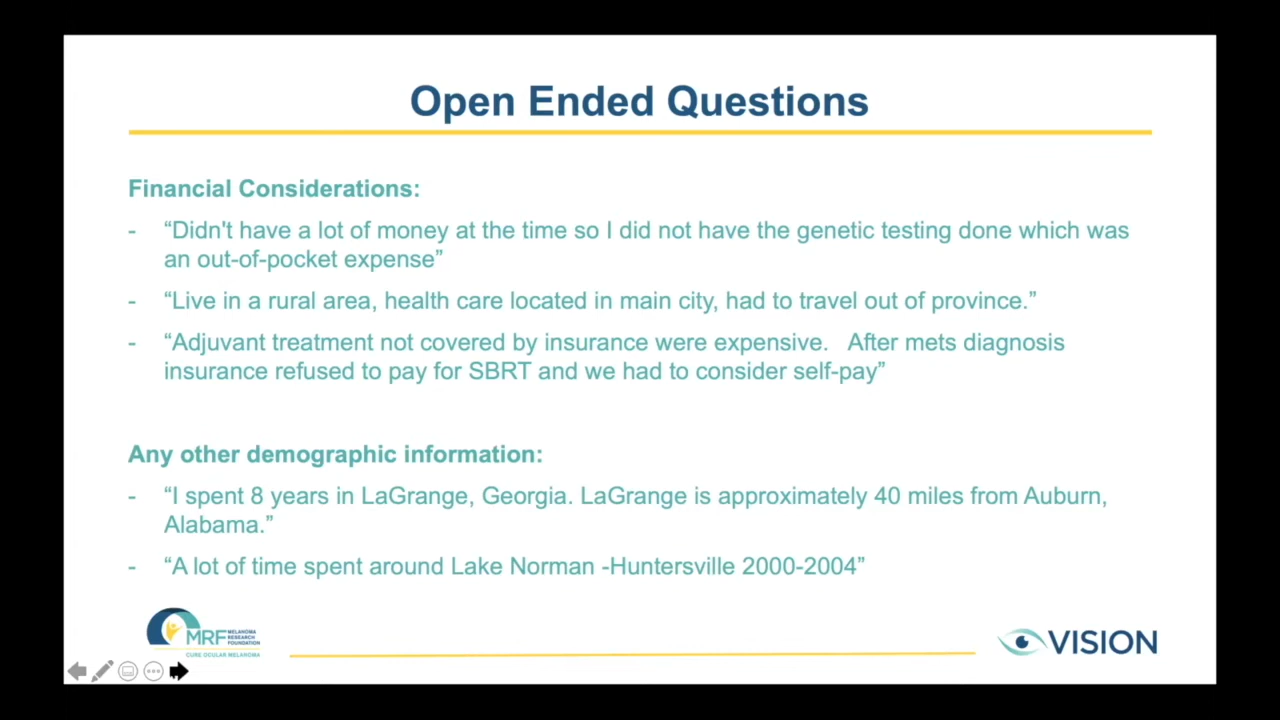 Open Ended Questions
Financial Considerations:
- “Didn't have a lot of money at the time so I did not have the genetic testing done which was
an out-of-pocket expense”
- “Live in a rural area, health care located in main city, had to travel out of province.”
- “Adjuvant treatment not covered by insurance were expensive.   After mets diagnosis
insurance refused to pay for SBRT and we had to consider self-pay”
Any other demographic information:
- “I spent 8 years in LaGrange, Georgia. LaGrange is approximately 40 miles from Auburn,
Alabama.”
- “A lot of time spent around Lake Norman -Huntersville 2000-2004”
MRF MELANOMA
RESEARCH
FOUNDATION
CURE OCULAR MELANOMA
VISION